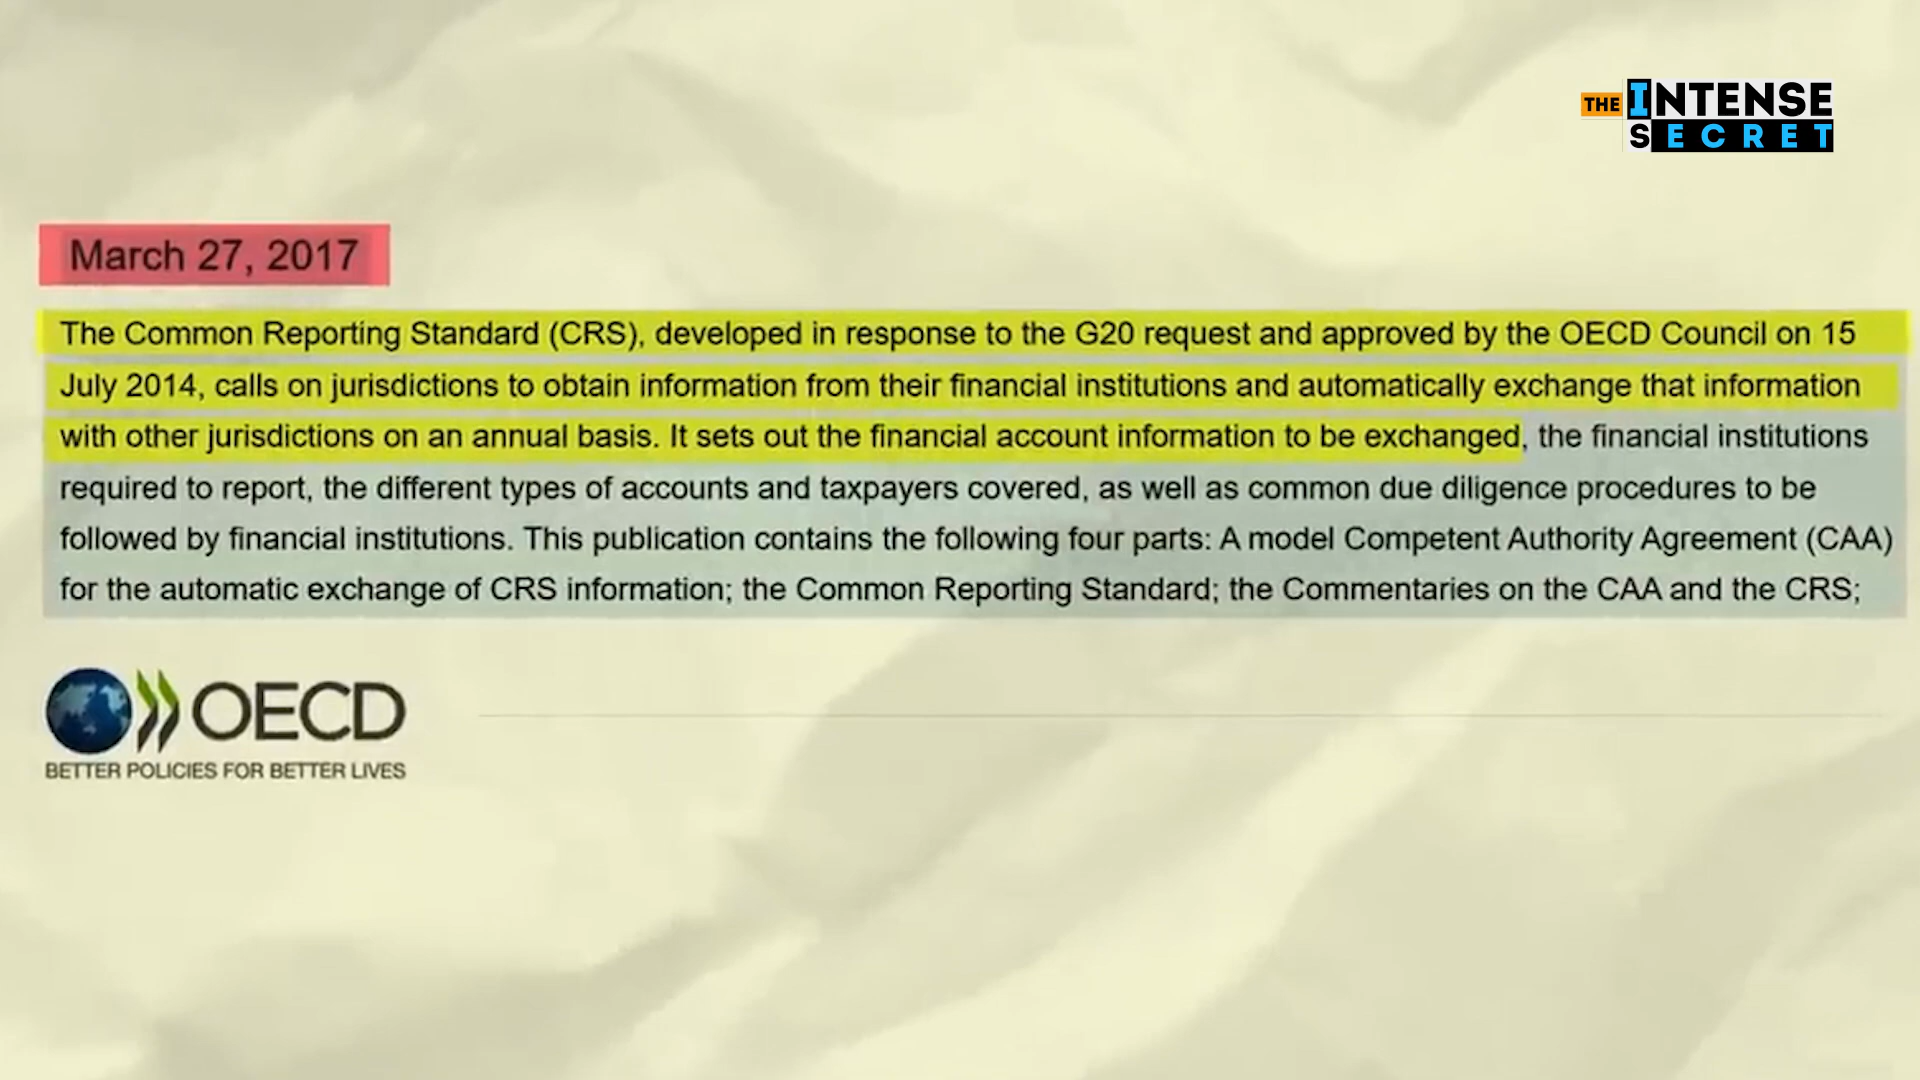 THE INTENSE
SECRET
March 27, 2017
The Common Reporting Standard (CRS), developed in response to the G20 request and approved by the OECD Council on 15
July 2014, calls on jurisdictions to obtain information from their financial institutions and automatically exchange that information
with other jurisdictions on an annual basis. It sets out the financial account information to be exchanged, the financial institutions
required to report, the different types of accounts and taxpayers covered, as well as common due diligence procedures to be
followed by financial institutions. This publication contains the following four parts: A model Competent Authority Agreement (CAA)
for the automatic exchange of CRS information; the Common Reporting Standard; the Commentaries on the CAA and the CRS;
OECD
BETTER POLICIES FOR BETTER LIVES